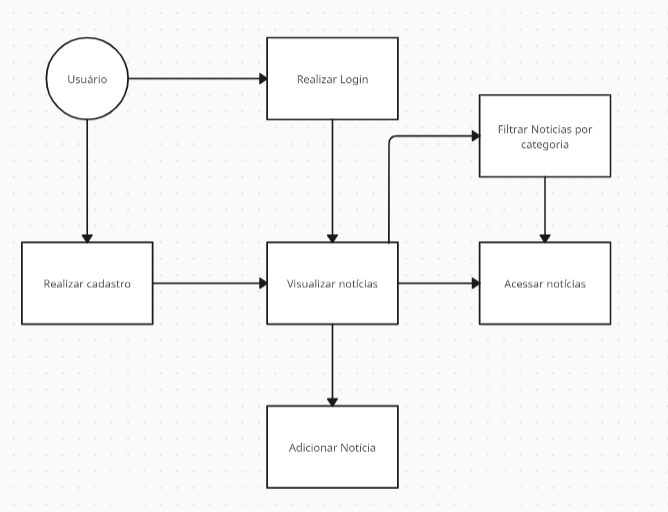 Usuário
Realizar Login
Filtrar Noticias por
categoria
Realizar cadastro
Visualizar notícias
Acessar notícias
Adicionar Notícia